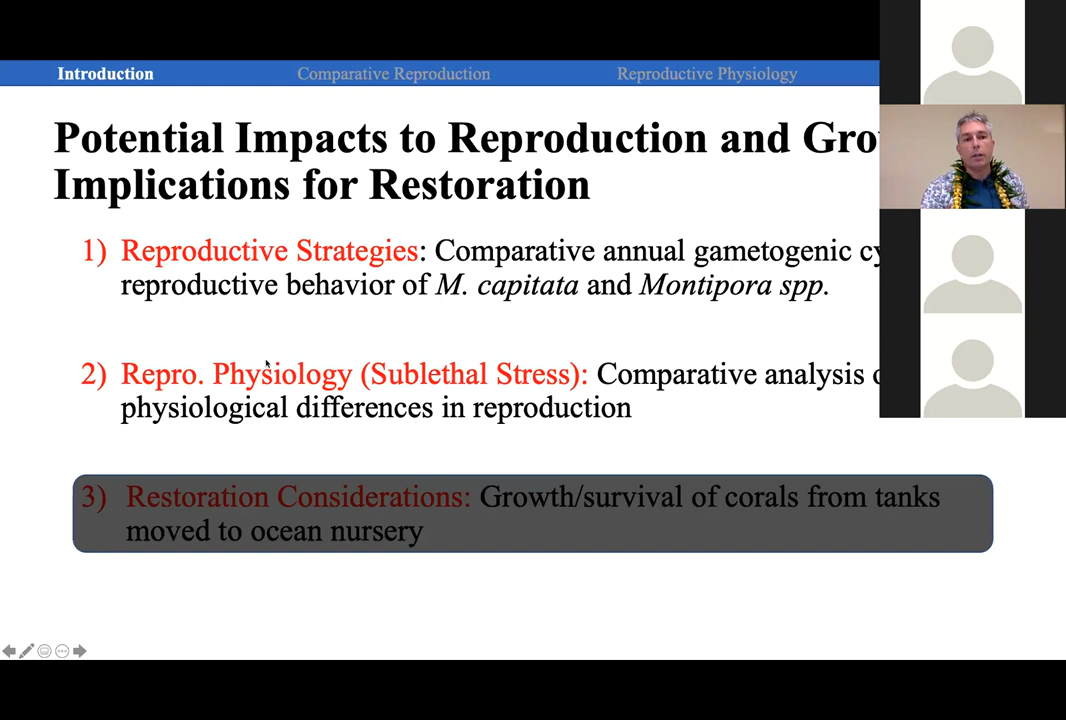 Introduction Comparative Reproduction Reproductive Physiology
Potential Impacts to Reproduction and
Implications for Restoration
1) Reproductive Strategies: Comparative annual gametogenic
reproductive behavior of M. capitata and Montipora spp.
2) Repro. Physiology (Sublethal Stress): Comparative analysis
physiological differences in reproduction
3) Restoration Considerations: Growth/survival of corals from tanks
moved to ocean nursery